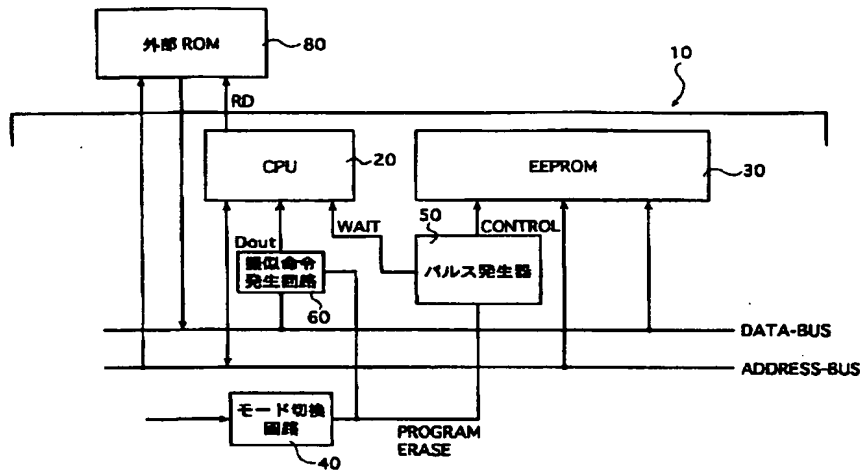 外部 ROM
80
10
RD
CPU
20
EEPROM
30
WAIT
50
CONTROL
Dout
擬似命令
発生回路
60
パルス発生器
DATA-BUS
ADDRESS-BUS
モード切換
回路
40
PROGRAM
ERASE